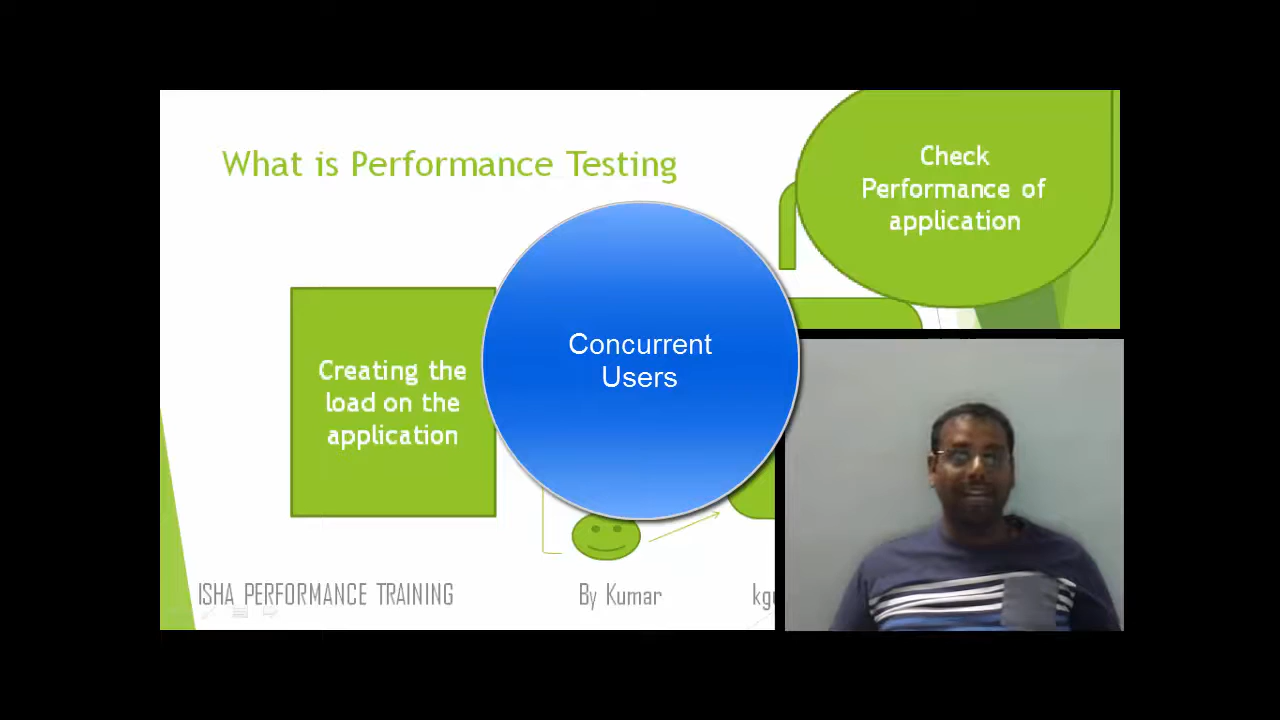 What is Performance Testing
Check
Performance of
application
Concurrent
Users
Creating the
load on the
application
ISHA PERFORMANCE TRAINING
By Kumar